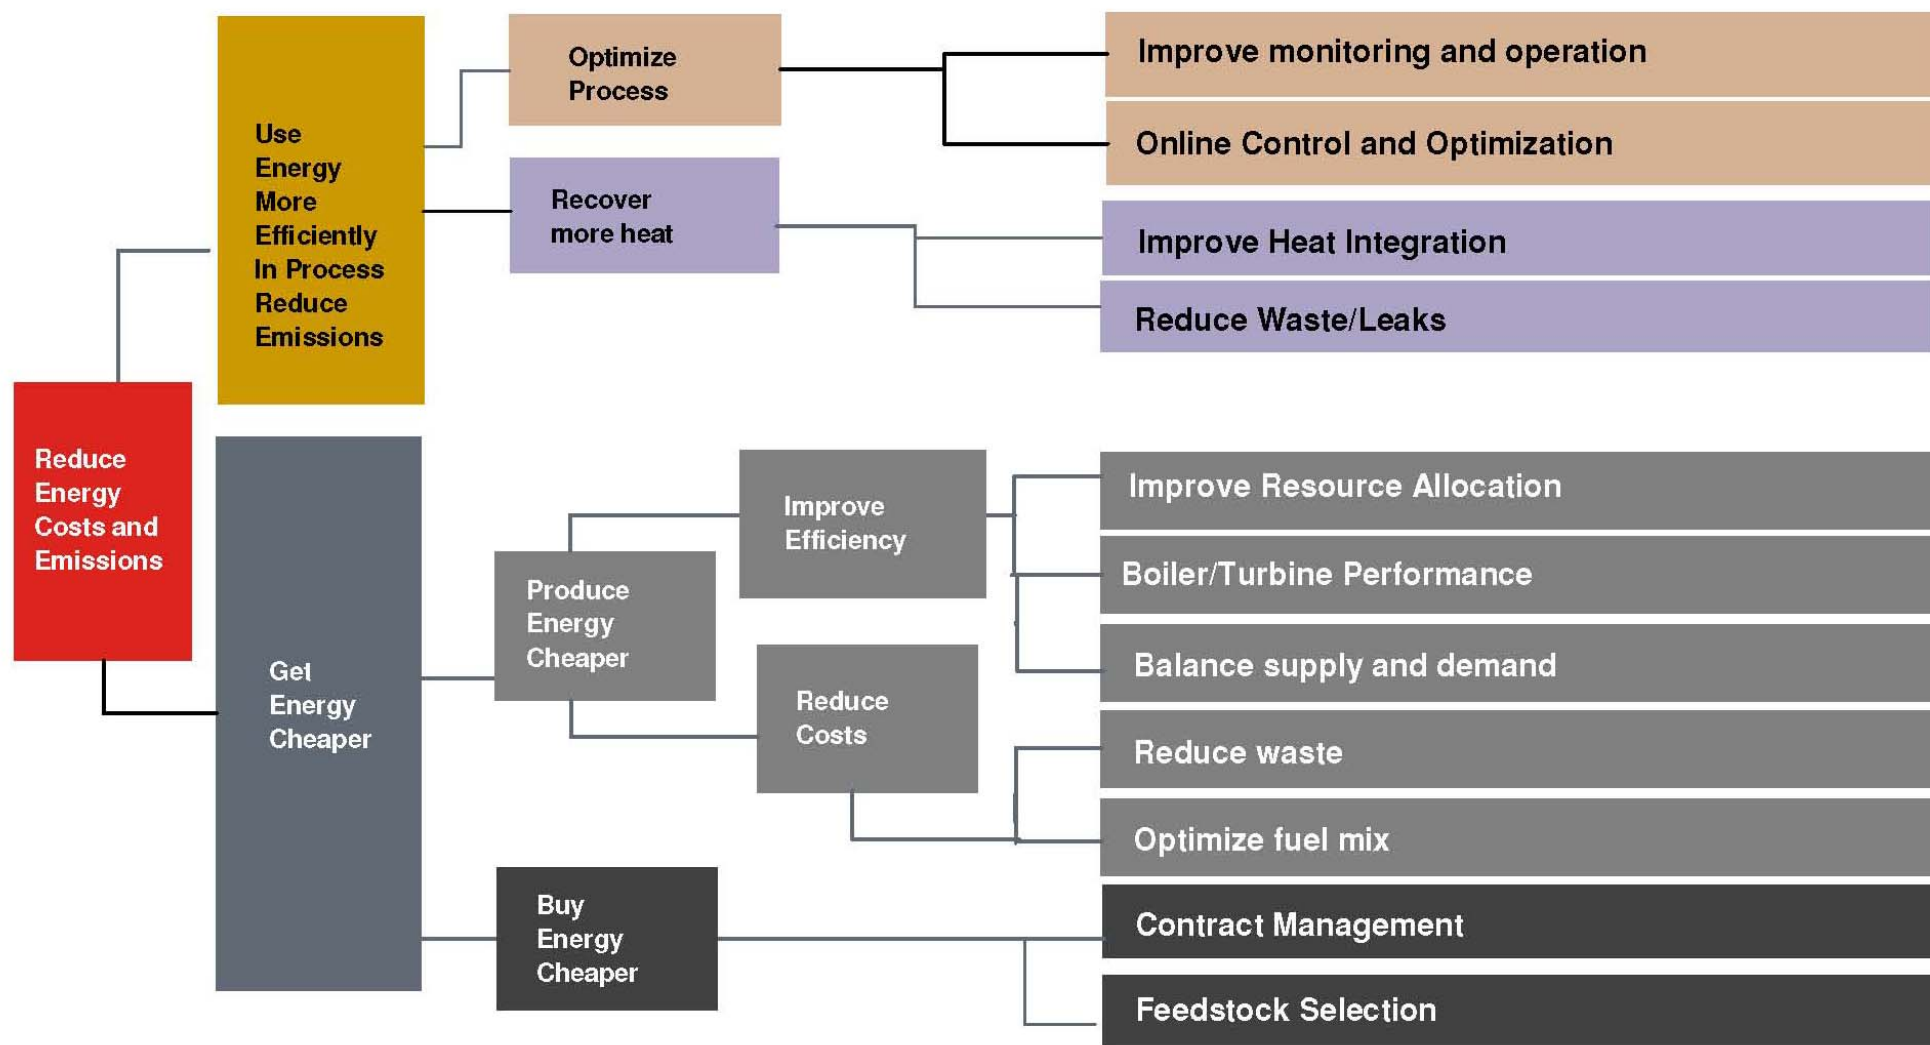 Reduce
Energy
Costs and
Emissions
Use
Energy
More
Efficiently
In Process
Reduce
Emissions
Optimize
Process
Improve monitoring and operation
Online Control and Optimization
Recover
more heat
Improve Heat Integration
Reduce Waste/Leaks
Get
Energy
Cheaper
Produce
Energy
Cheaper
Improve
Efficiency
Improve Resource Allocation
Boiler/Turbine Performance
Balance supply and demand
Reduce
Costs
Reduce waste
Optimize fuel mix
Buy
Energy
Cheaper
Contract Management
Feedstock Selection